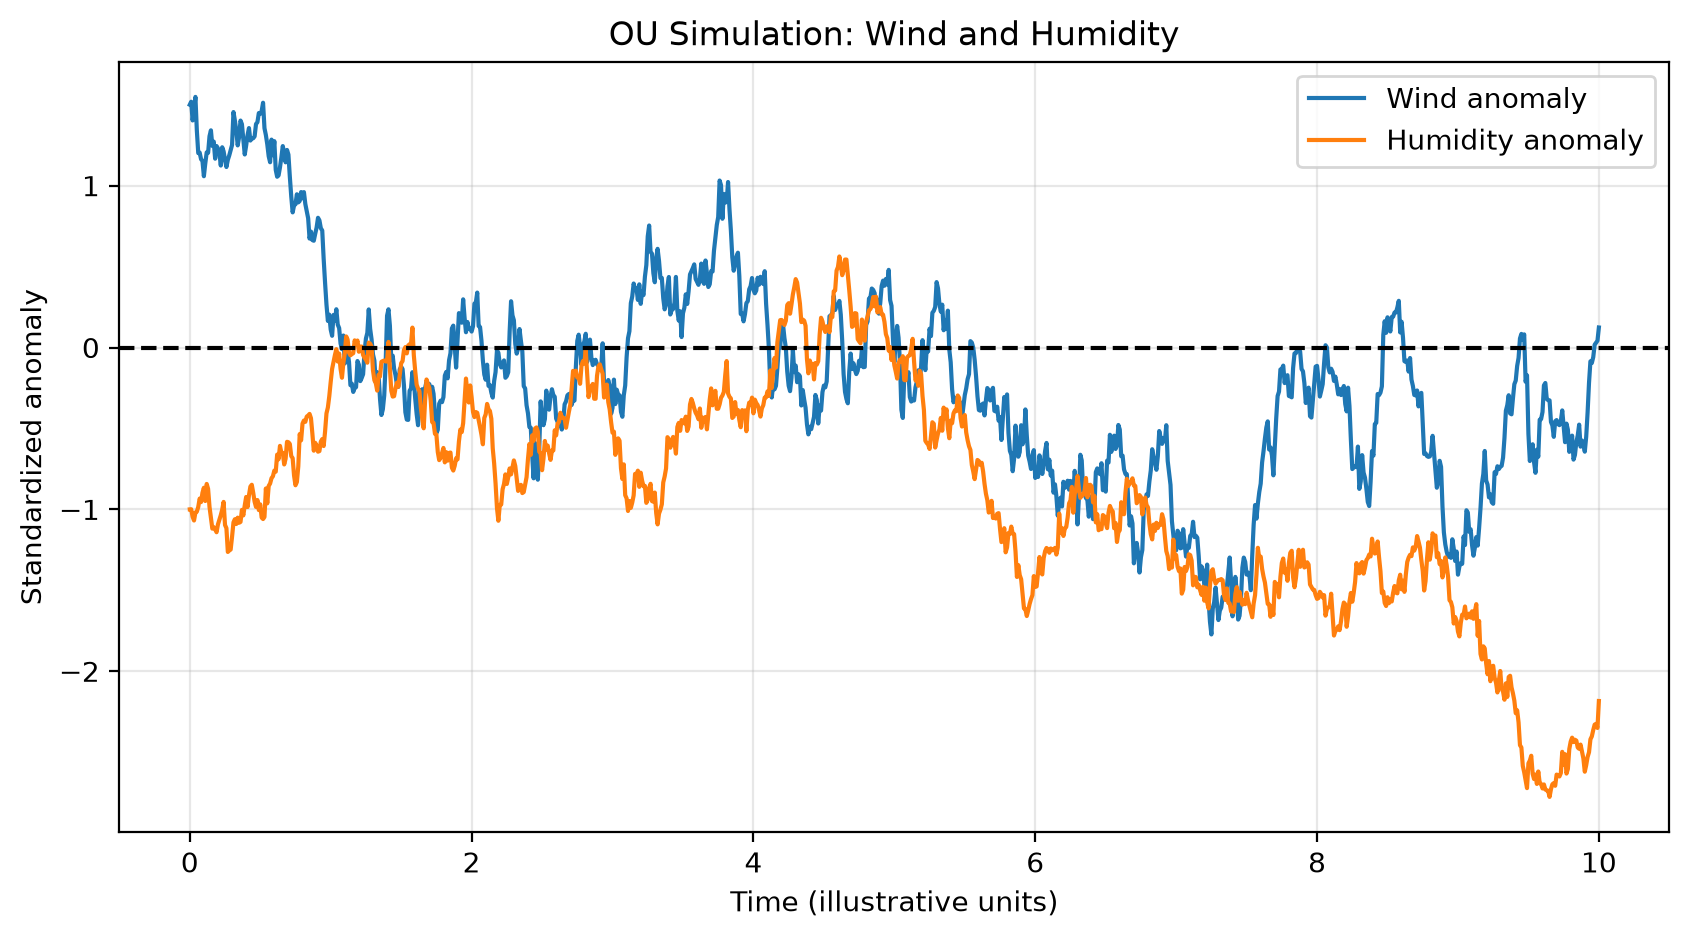 OU Simulation: Wind and Humidity
Wind anomaly
Humidity anomaly
Standardized anomaly
1
0
−1
−2
0
2
4
6
8
10
Time (illustrative units)